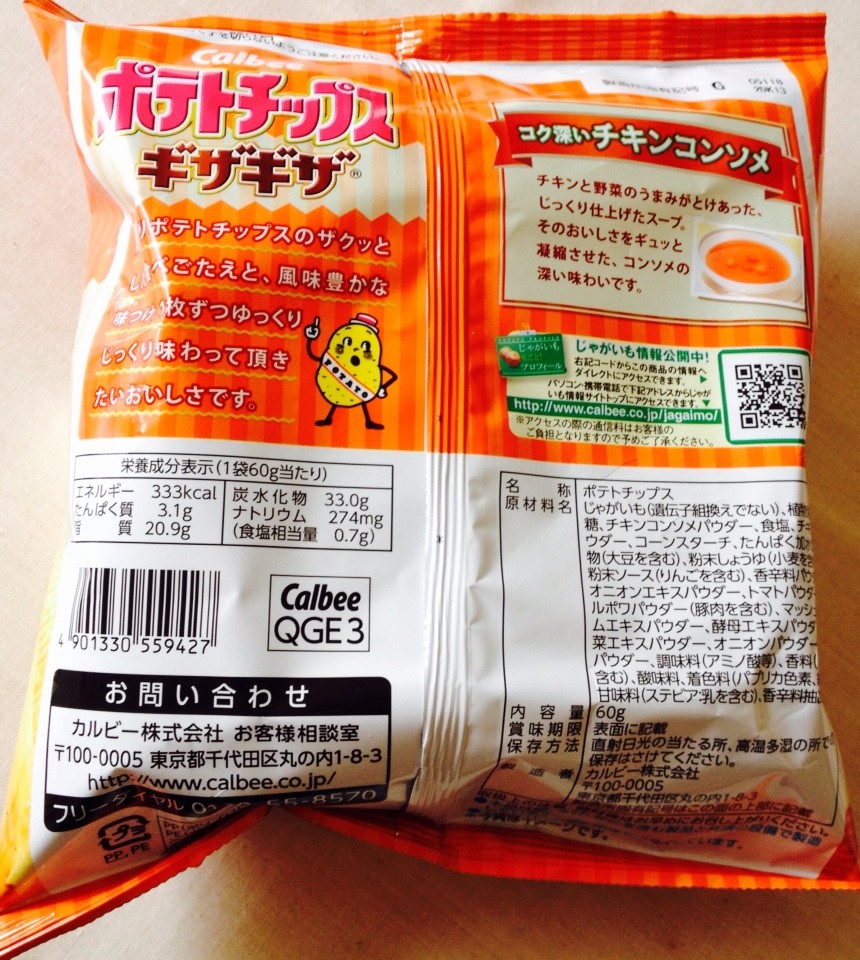 Calbee
ポテトチップス
ギザギザ®
ポテトチップスのザクッと
ごたえと、風味豊かな
枚ずつゆっくり
じっくり味わって頂き
たいおいしさです。
POTATO
栄養成分表示(1袋60g当たり)
エネルギー 333kcal
たんぱく質 3.1g
脂質 20.9g
炭水化物 33.0g
ナトリウム 274mg
(食塩相当量 0.7g)
4 901330 559427
Calbee
QGE3
お問い合わせ
カルビー株式会社 お客様相談室
〒100-0005 東京都千代田区丸の内1-8-3
http://www.calbee.co.jp/
フリーダイヤル 55-8570
PP, PE
G 05118
20K13
コク深いチキンコンソメ
チキンと野菜のうまみがとけあった、
じっくり仕上げたスープ。
そのおいしさをギュッと
凝縮させた、コンソメの
深い味わいです。
じゃがいも
プロフィール
じゃがいも情報公開中!
右記コードからこの商品の情報へ
ダイレクトにアクセスできます。▶
パソコン・携帯電話で下記アドレスからじゃが
いも情報サイトトップにアクセスできます。▼
http://www.calbee.co.jp/jagaimo/
※アクセスの際の通信料はお客様の
ご負担となりますので予めご了承ください。
名称 ポテトチップス
原材料名 じゃがいも(遺伝子組換えでない)、植
糖、チキンコンソメパウダー、食塩、チ
ウダー、コーンスターチ、たんぱく加
物(大豆を含む)、粉末しょうゆ(小麦を
粉末ソース(りんごを含む)、香辛料
オニオンエキスパウダー、トマトパウダ
ルボワパウダー(豚肉を含む)、マッシ
ムエキスパウダー、酵母エキスパウダ
菜エキスパウダー、オニオンパウダー
パウダー、調味料(アミノ酸等)、香料(
含む)、酸味料、着色料(パプリカ色素、
甘味料(ステビア:乳を含む)、香辛料抽
内容量 60g
賞味期限 表面に記載
保存方法 直射日光の当たる所、高温多湿の所で
保存はさけてください。
製造者 カルビー株式会社
〒100-0005
東京都千代田区丸の内1-8-3